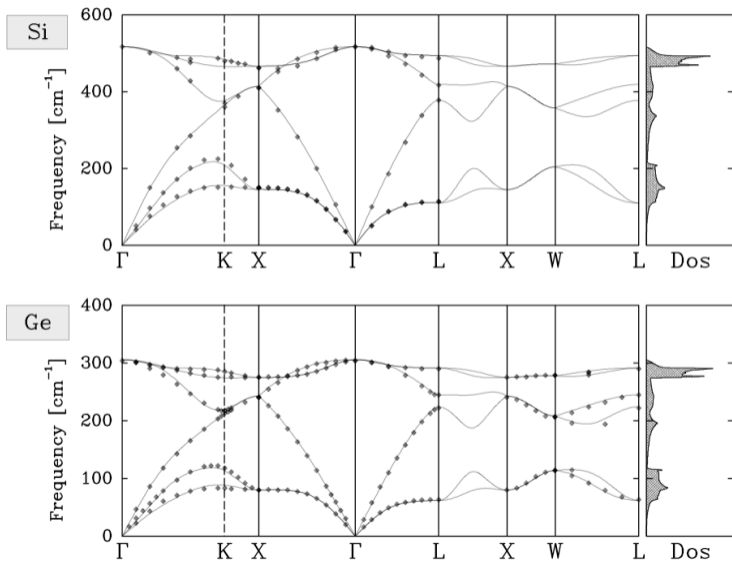 Si
600
400
200
0
Frequency [cm⁻¹]
Γ K X Γ L X W L Dos
Ge
400
300
200
100
0
Frequency [cm⁻¹]
Γ K X Γ L X W L Dos